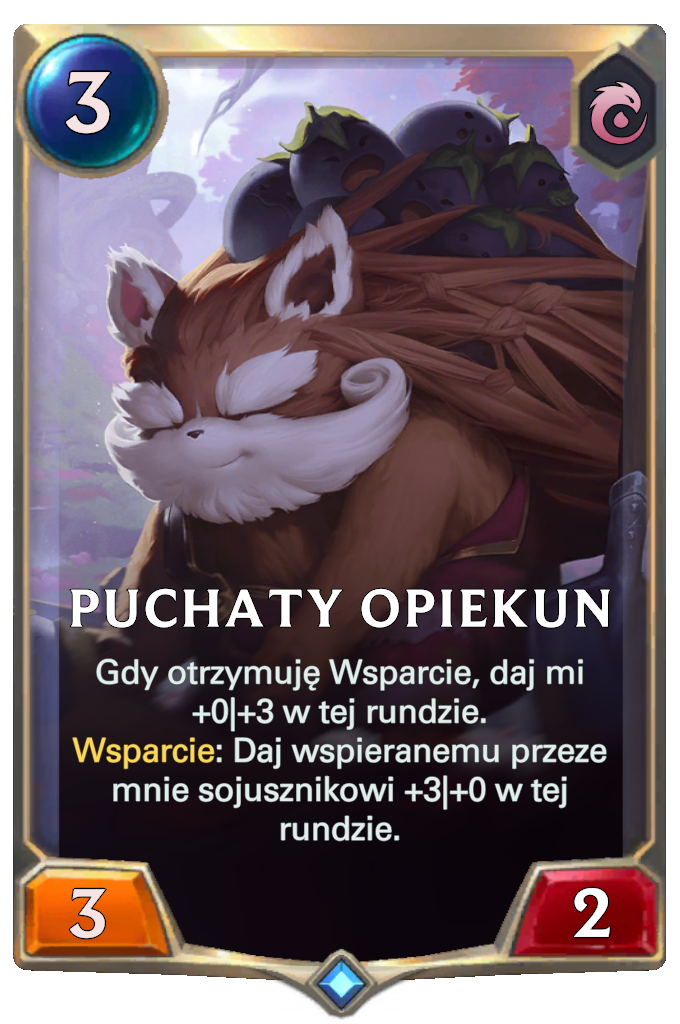 3
PUCHATY OPIEKUN
Gdy otrzymuję Wsparcie, daj mi
+0|+3 w tej rundzie.
Wsparcie: Daj wspieranemu przeze
mnie sojusznikowi +3|+0 w tej
rundzie.
3
2